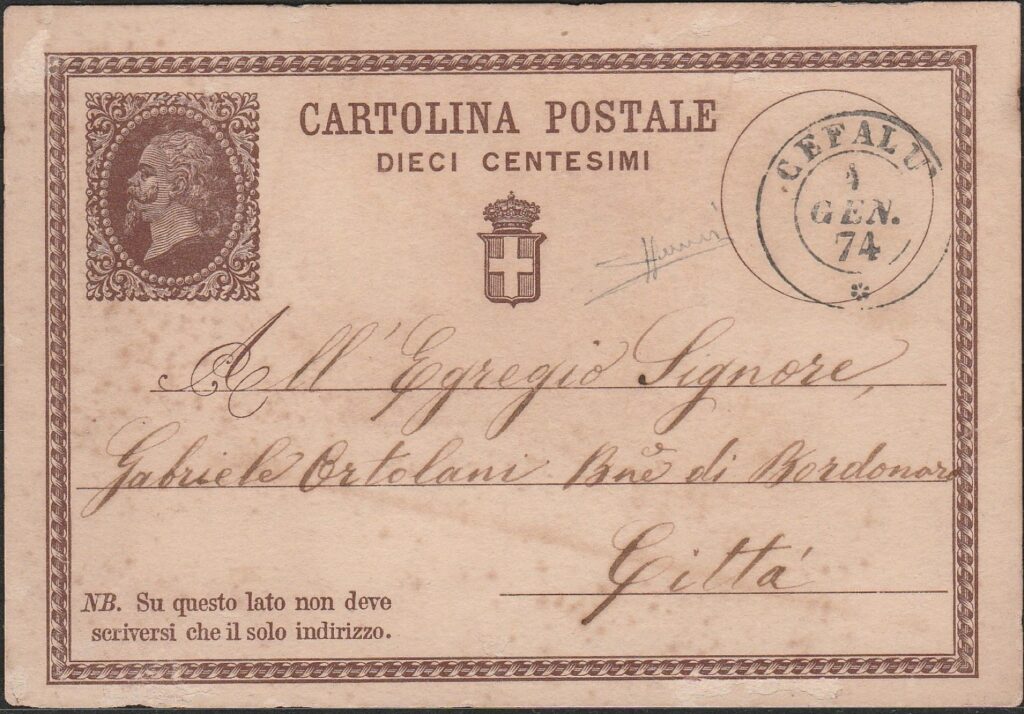 CARTOLINA POSTALE
DIECI CENTESIMI
CEFALU
1
GEN.
74
All' Egregio Signore,
Gabriele Ortolani Bne di Bordonaro
Città
NB. Su questo lato non deve
scriversi che il solo indirizzo.